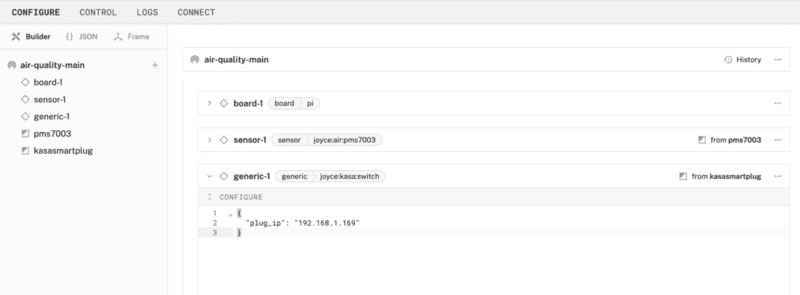 CONFIGURE CONTROL LOGS CONNECT
Builder {} JSON Frame
air-quality-main +
board-1
sensor-1
generic-1
pms7003
kasasmartplug
air-quality-main History ...
board-1 board pi ...
sensor-1 sensor joyce:air:pms7003 from pms7003 ...
generic-1 generic joyce:kasa:switch from kasasmartplug ...
CONFIGURE
1 {
2 "plug_ip": "192.168.1.169"
3 }